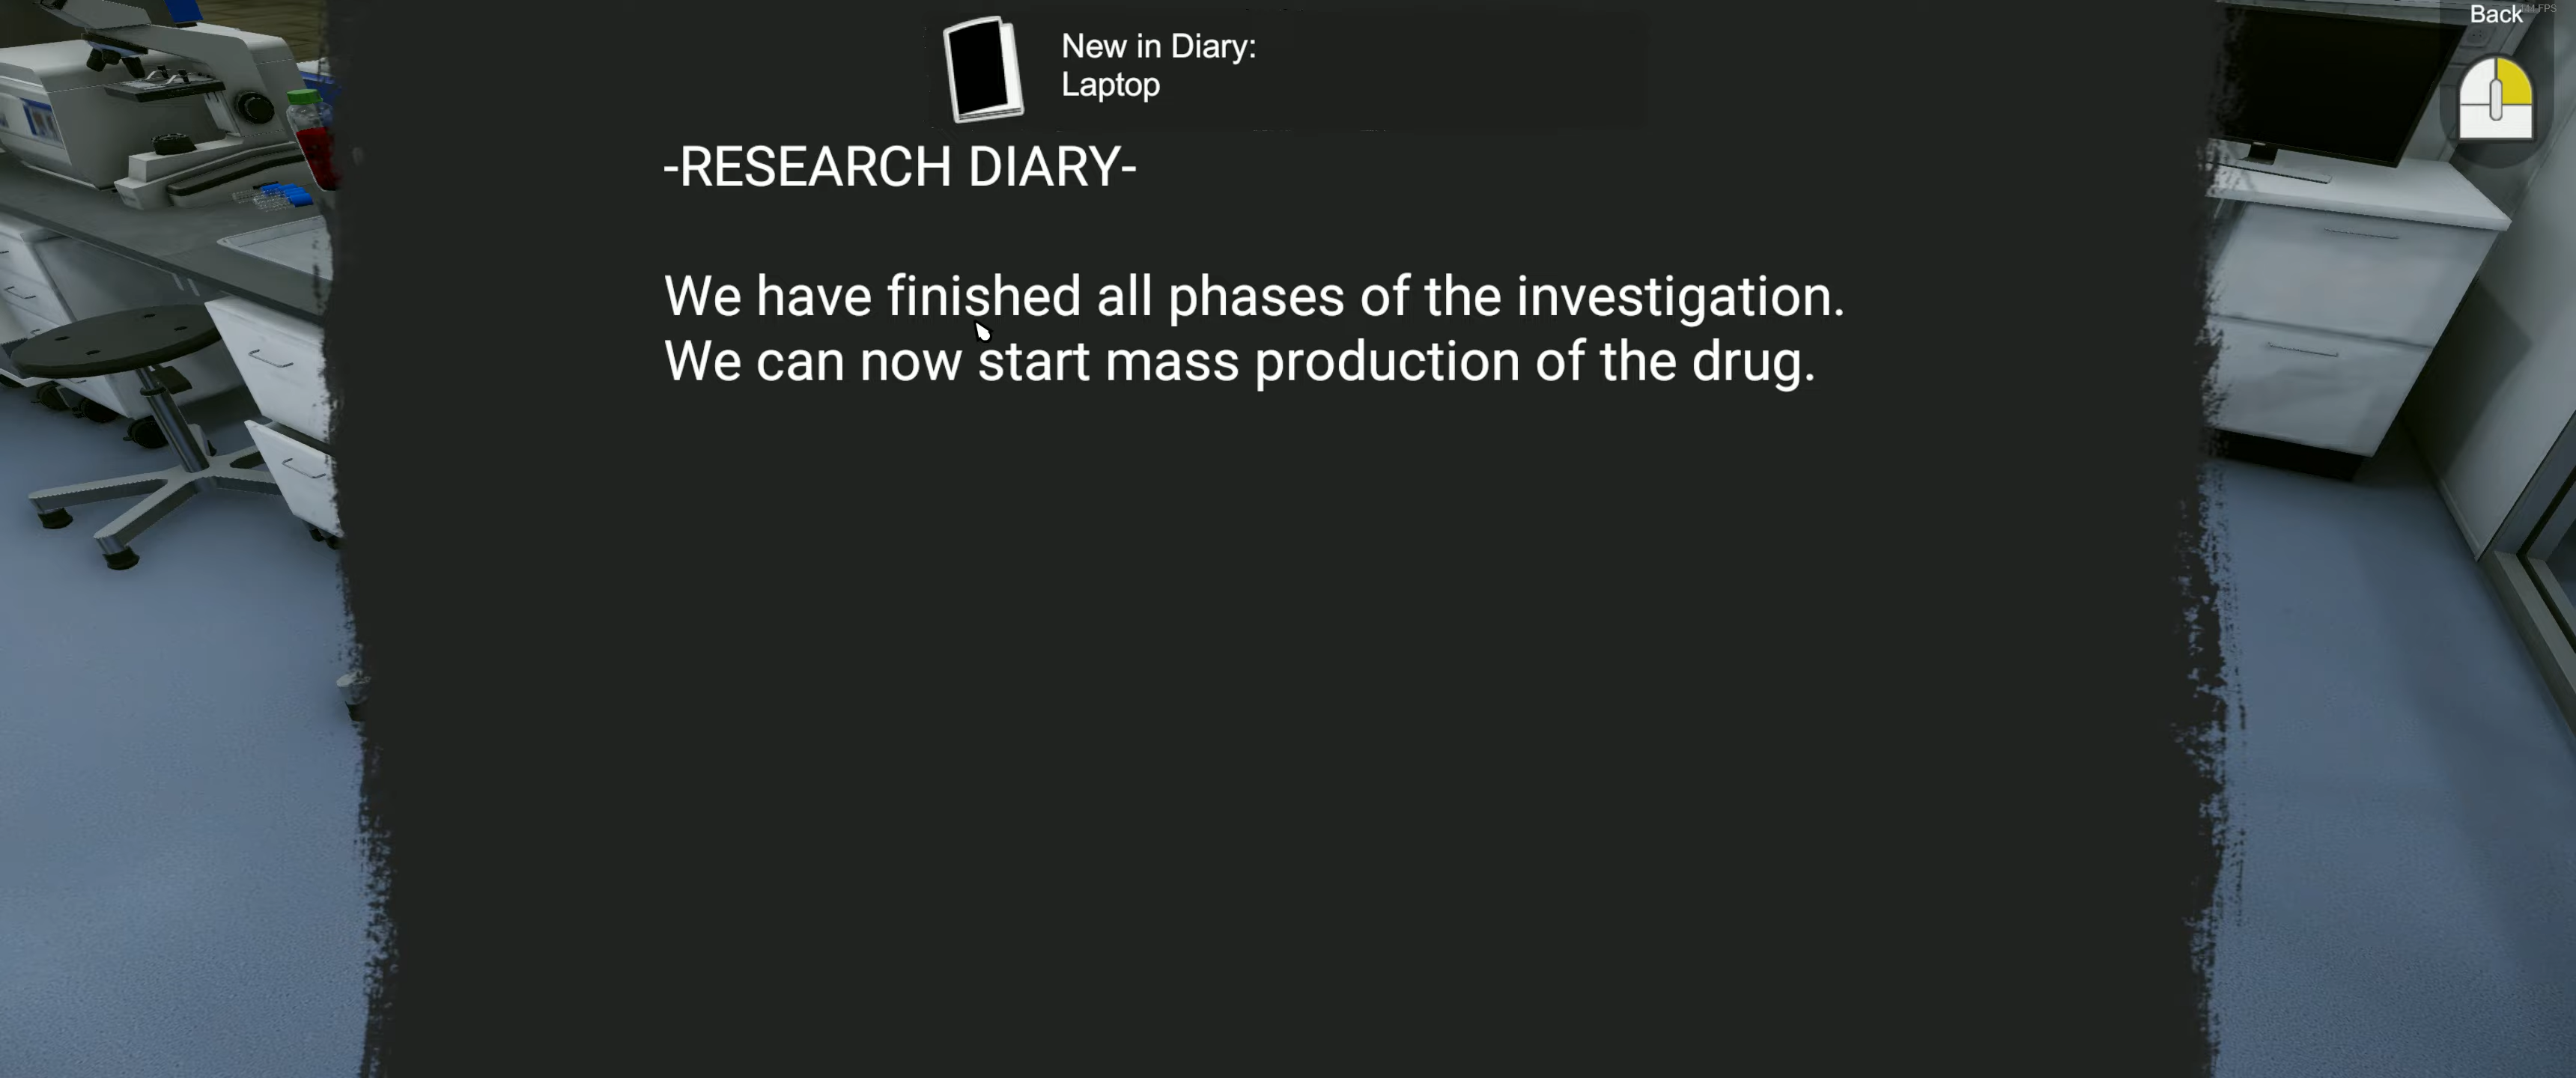 Back
New in Diary:
Laptop
-RESEARCH DIARY-
We have finished all phases of the investigation.
We can now start mass production of the drug.